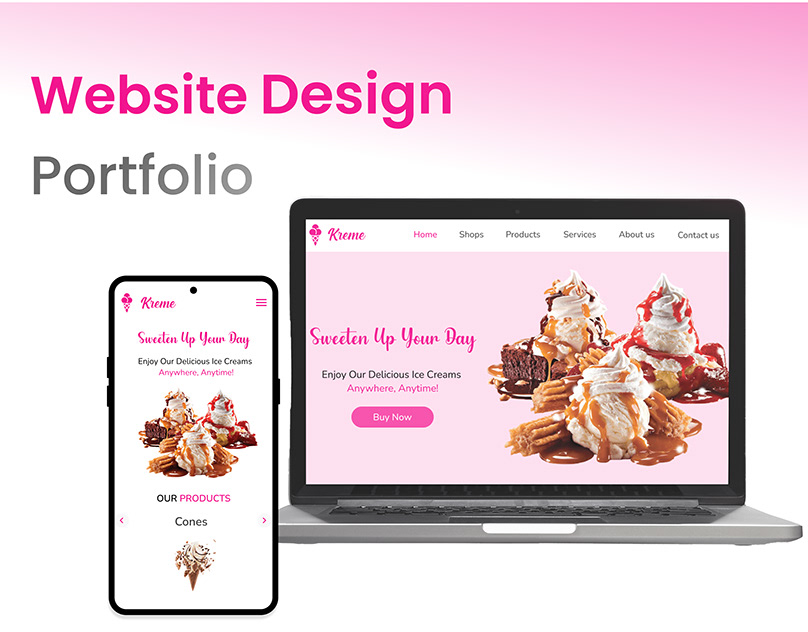 Website Design
Portfolio
Kreme
Home Shops Products Services About us Contact us
Sweeten Up Your Day
Enjoy Our Delicious Ice Creams
Anywhere, Anytime!
Buy Now
Kreme
Sweeten Up Your Day
Enjoy Our Delicious Ice Creams
Anywhere, Anytime!
OUR PRODUCTS
Cones